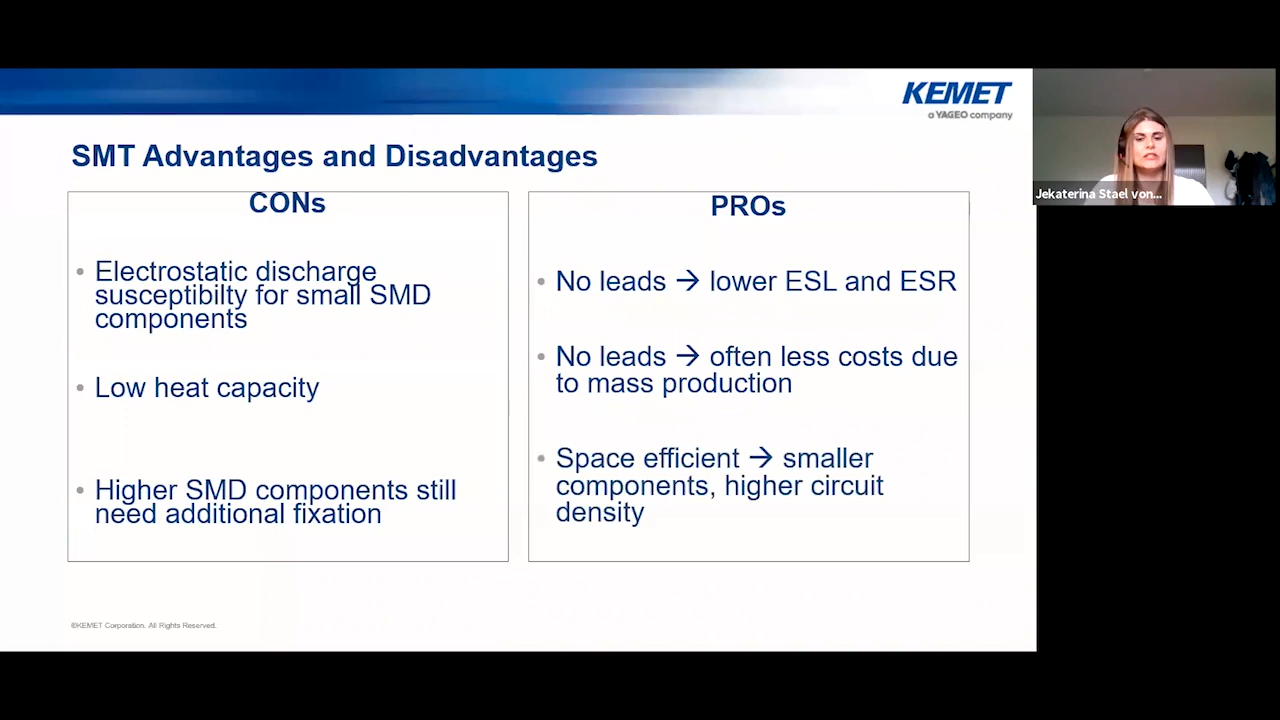 KEMET
a YAGEO company
SMT Advantages and Disadvantages
CONs
• Electrostatic discharge
susceptibilty for small SMD
components
• Low heat capacity
• Higher SMD components still
need additional fixation
PROs
• No leads → lower ESL and ESR
• No leads → often less costs due
to mass production
• Space efficient → smaller
components, higher circuit
density
©KEMET Corporation. All Rights Reserved.
Jekaterina Stael von...